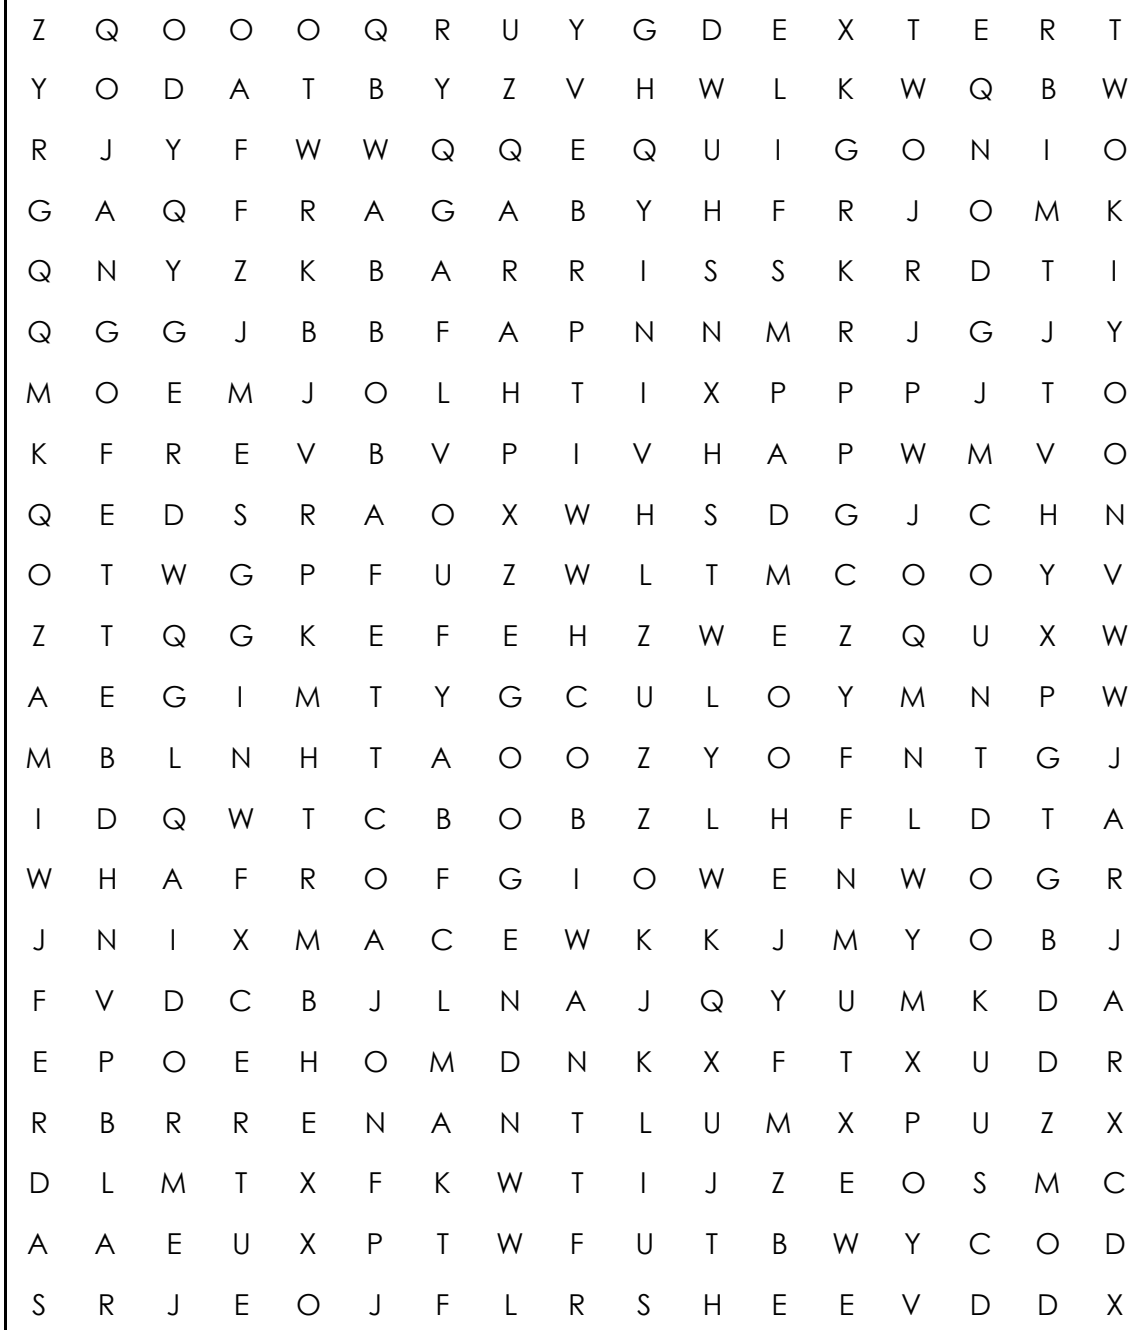 Z Q O O O Q R U Y G D E X T E R T
Y O D A T B Y Z V H W L K W Q B W
R J Y F W W Q Q E Q U I G O N I O
G A Q F R A G A B Y H F R J O M K
Q N Y Z K B A R R I S S K R D T I
Q G G J B B F A P N N M R J G J Y
M O E M J O L H T I X P P P J T O
K F R E V B V P I V H A P W M V O
Q E D S R A O X W H S D G J C H N
O T W G P F U Z W L T M C O O Y V
Z T Q G K E F E H Z W E Z Q U X W
A E G I M T Y G C U L O Y M N P W
M B L N H T A O O Z Y O F N T G J
I D Q W T C B O B Z L H F L D T A
W H A F R O F G I O W E N W O G R
J N I X M A C E W K K J M Y O B J
F V D C B J L N A J Q Y U M K D A
E P O E H O M D N K X F T X U D R
R B R R E N A N T L U M X P U Z X
D L M T X F K W T I J Z E O S M C
A A E U X P T W F U T B W Y C O D
S R J E O J F L R S H E E V D D X